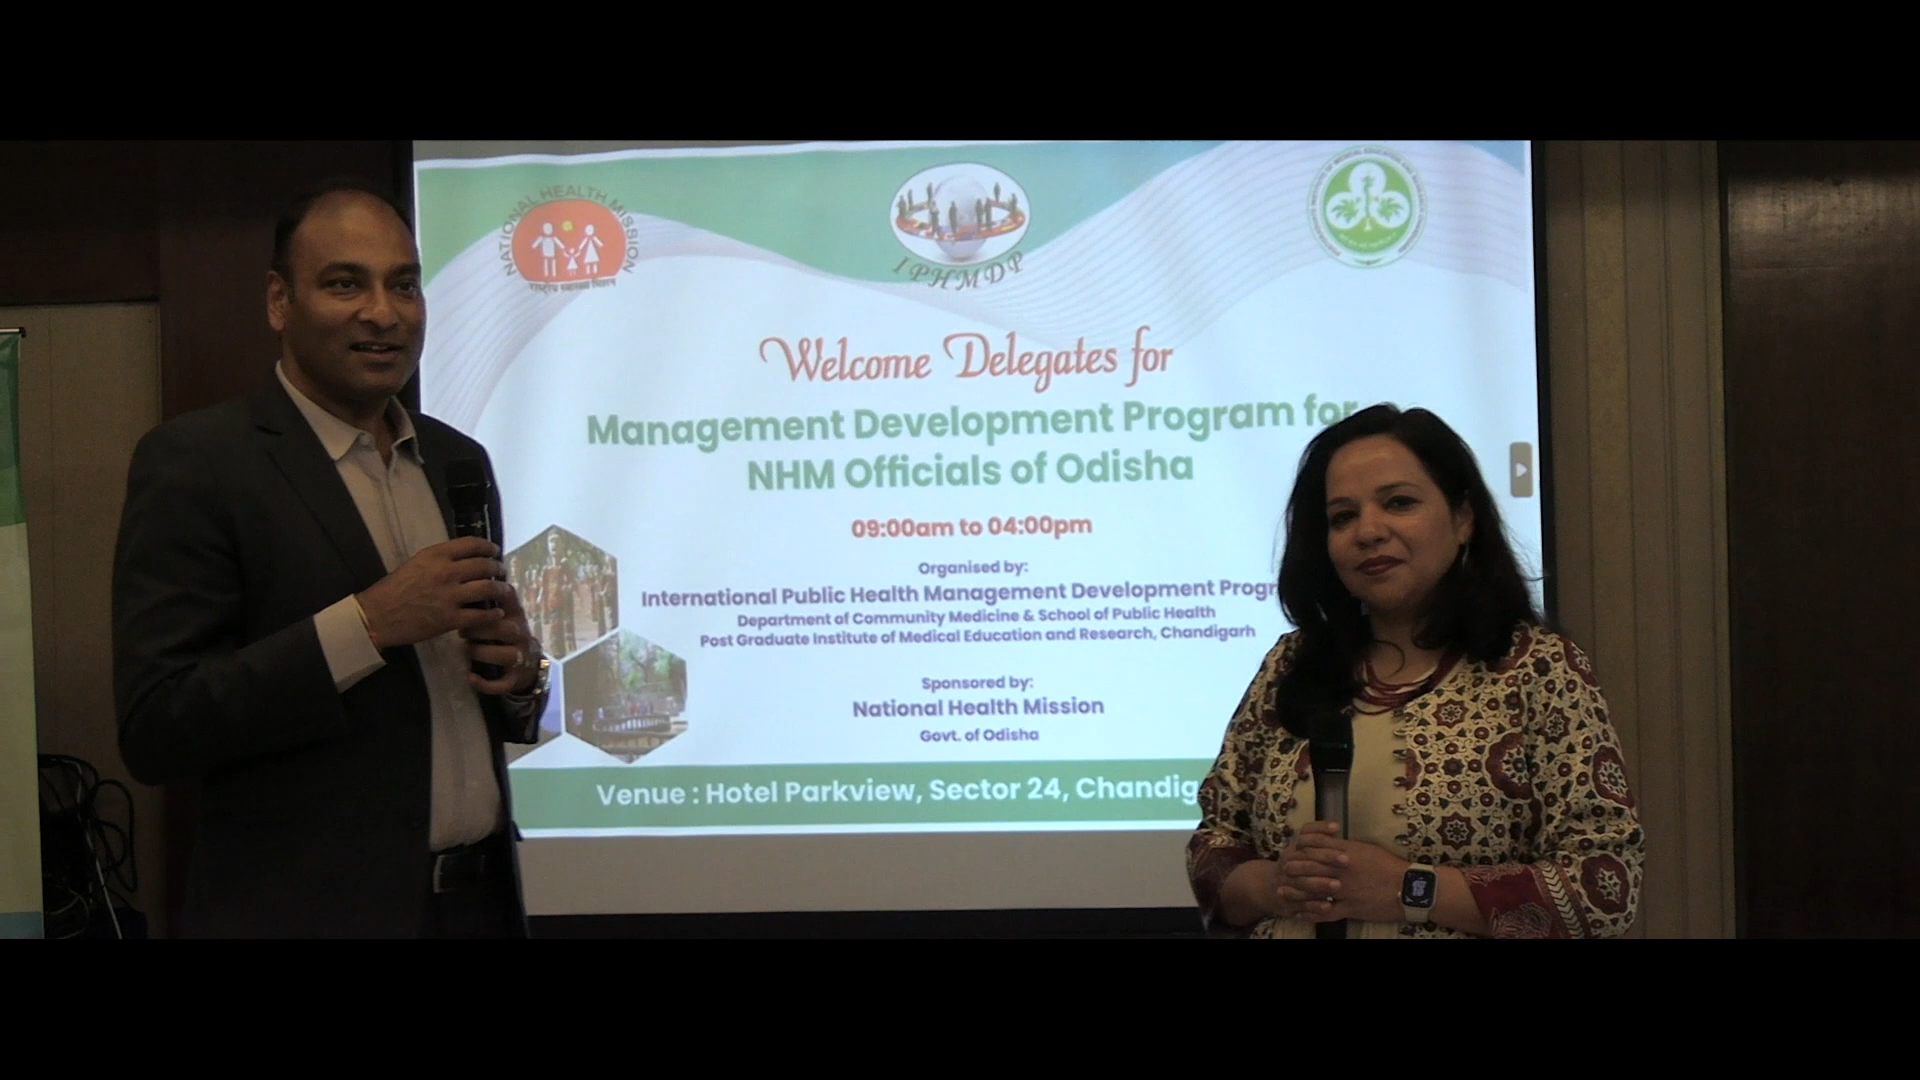 NATIONAL HEALTH MISSION
राष्ट्रीय स्वास्थ्य मिशन
IPHMDP
Welcome Delegates for
Management Development Program for
NHM Officials of Odisha
09:00am to 04:00pm
Organised by:
International Public Health Management Development Progr
Department of Community Medicine & School of Public Health
Post Graduate Institute of Medical Education and Research, Chandigarh
Sponsored by:
National Health Mission
Govt. of Odisha
Venue : Hotel Parkview, Sector 24, Chandig